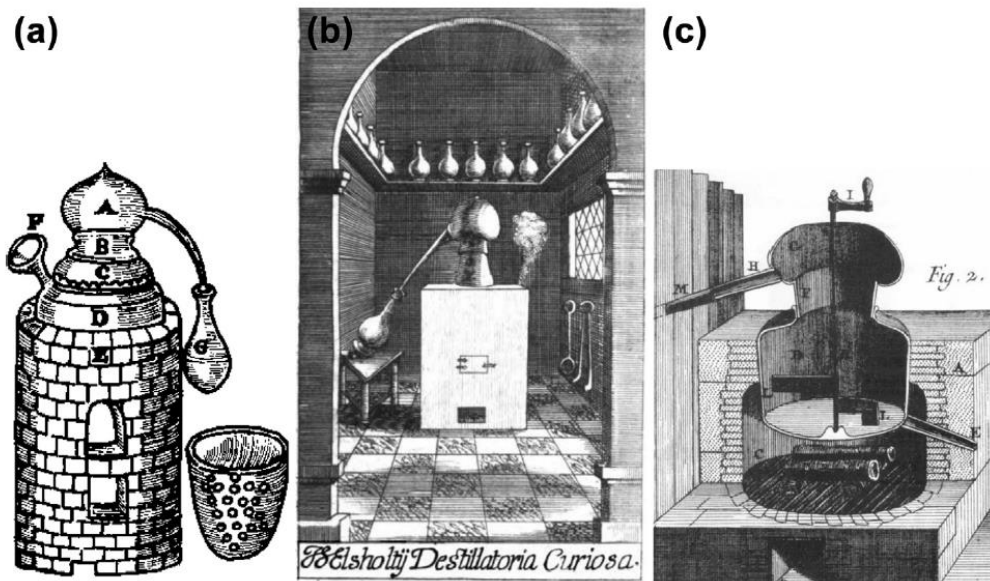 (a)
A
F
B
C
D
E
G
(b)
Elsholtij Destillatoria Curiosa.
(c)
I
G
H
Fig. 2.
M
F
D
A
L
E
C